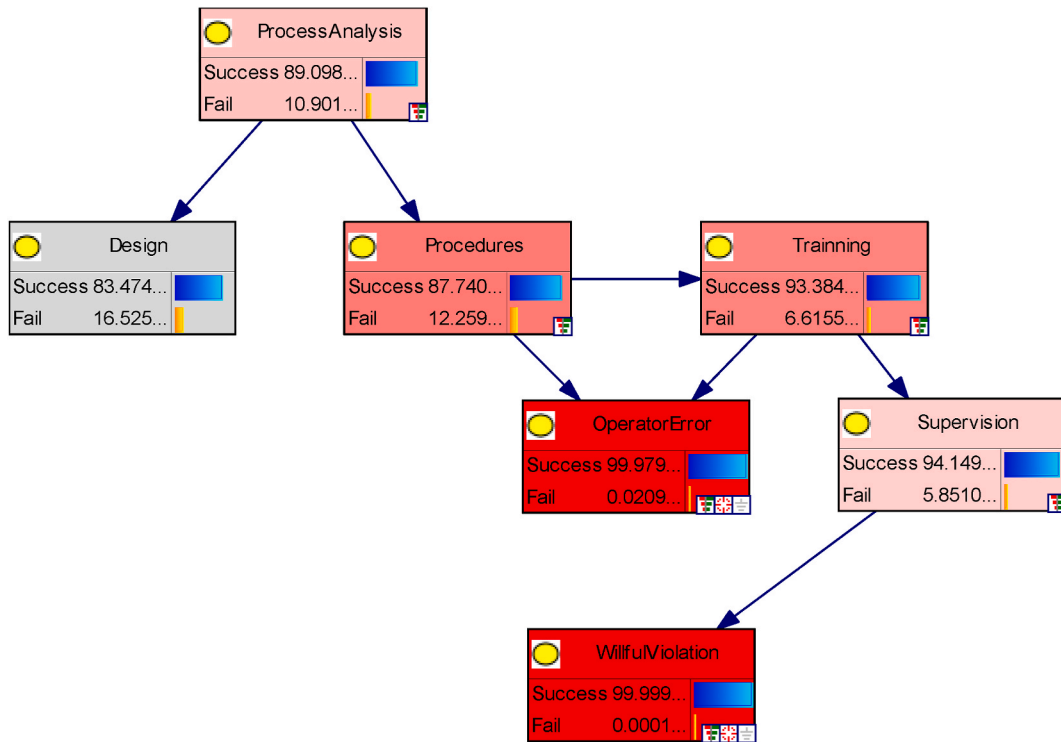 ProcessAnalysis
Success 89.098...
Fail 10.901...
Design
Success 83.474...
Fail 16.525...
Procedures
Success 87.740...
Fail 12.259...
Trainning
Success 93.384...
Fail 6.6155...
OperatorError
Success 99.979...
Fail 0.0209...
Supervision
Success 94.149...
Fail 5.8510...
WillfulViolation
Success 99.999...
Fail 0.0001...